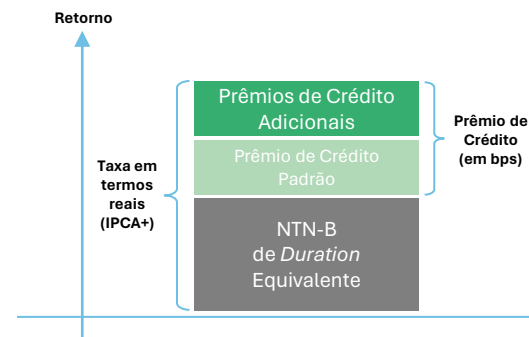 Retorno
Prêmios de Crédito
Adicionais
Prêmio de Crédito
Padrão
NTN-B
de Duration
Equivalente
Taxa em
termos
reais
(IPCA+)
Prêmio de
Crédito
(em bps)